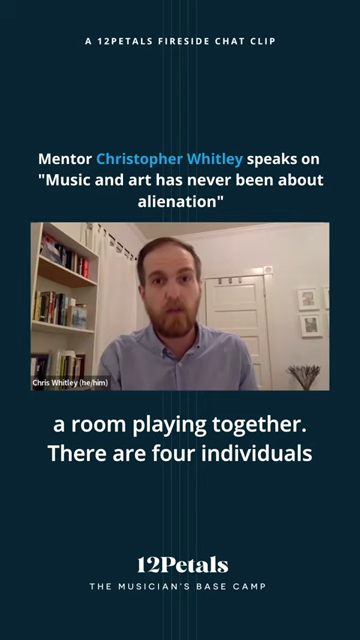 A 12PETALS FIRESIDE CHAT CLIP
Mentor Christopher Whitley speaks on
"Music and art has never been about
alienation"
Chris Whitley (he/him)
a room playing together.
There are four individuals
12Petals
THE MUSICIAN'S BASE CAMP